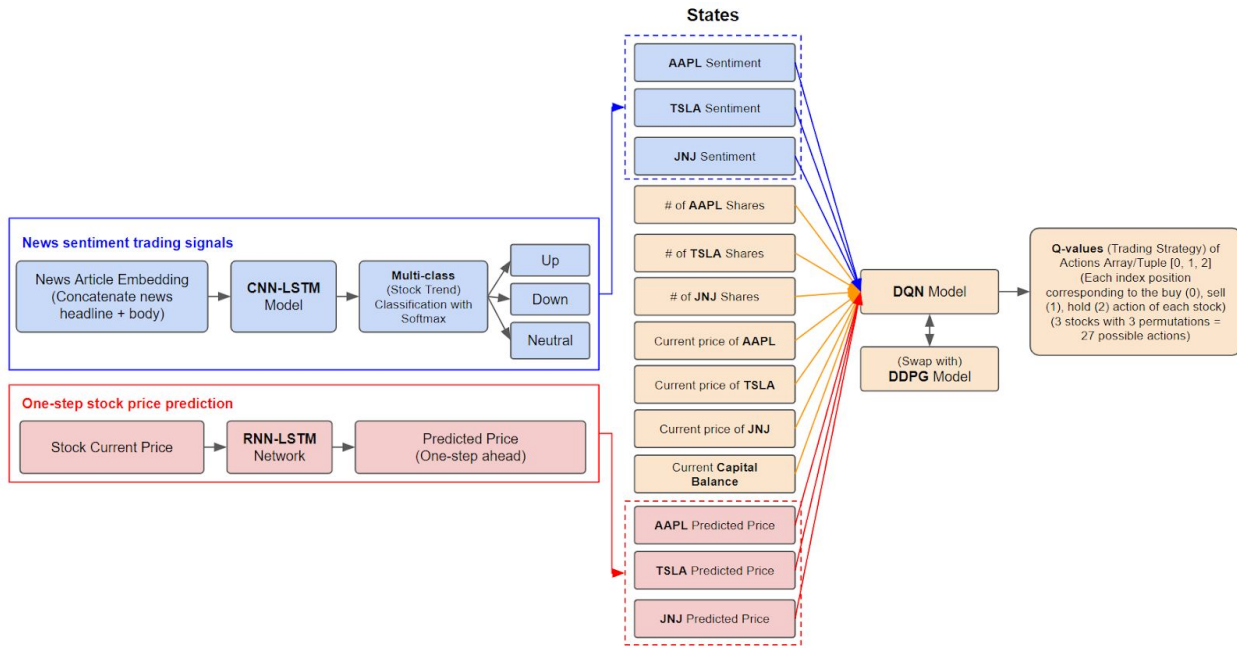 States
AAPL Sentiment
TSLA Sentiment
JNJ Sentiment
# of AAPL Shares
# of TSLA Shares
# of JNJ Shares
Current price of AAPL
Current price of TSLA
Current price of JNJ
Current Capital
Balance
AAPL Predicted Price
TSLA Predicted Price
JNJ Predicted Price
News sentiment trading signals
News Article Embedding
(Concatenate news
headline + body)
CNN-LSTM
Model
Multi-class
(Stock Trend)
Classification with
Softmax
Up
Down
Neutral
One-step stock price prediction
Stock Current Price
RNN-LSTM
Network
Predicted Price
(One-step ahead)
DQN Model
(Swap with)
DDPG Model
Q-values (Trading Strategy) of
Actions Array/Tuple [0, 1, 2]
(Each index position
corresponding to the buy (0), sell
(1), hold (2) action of each stock)
(3 stocks with 3 permutations =
27 possible actions)